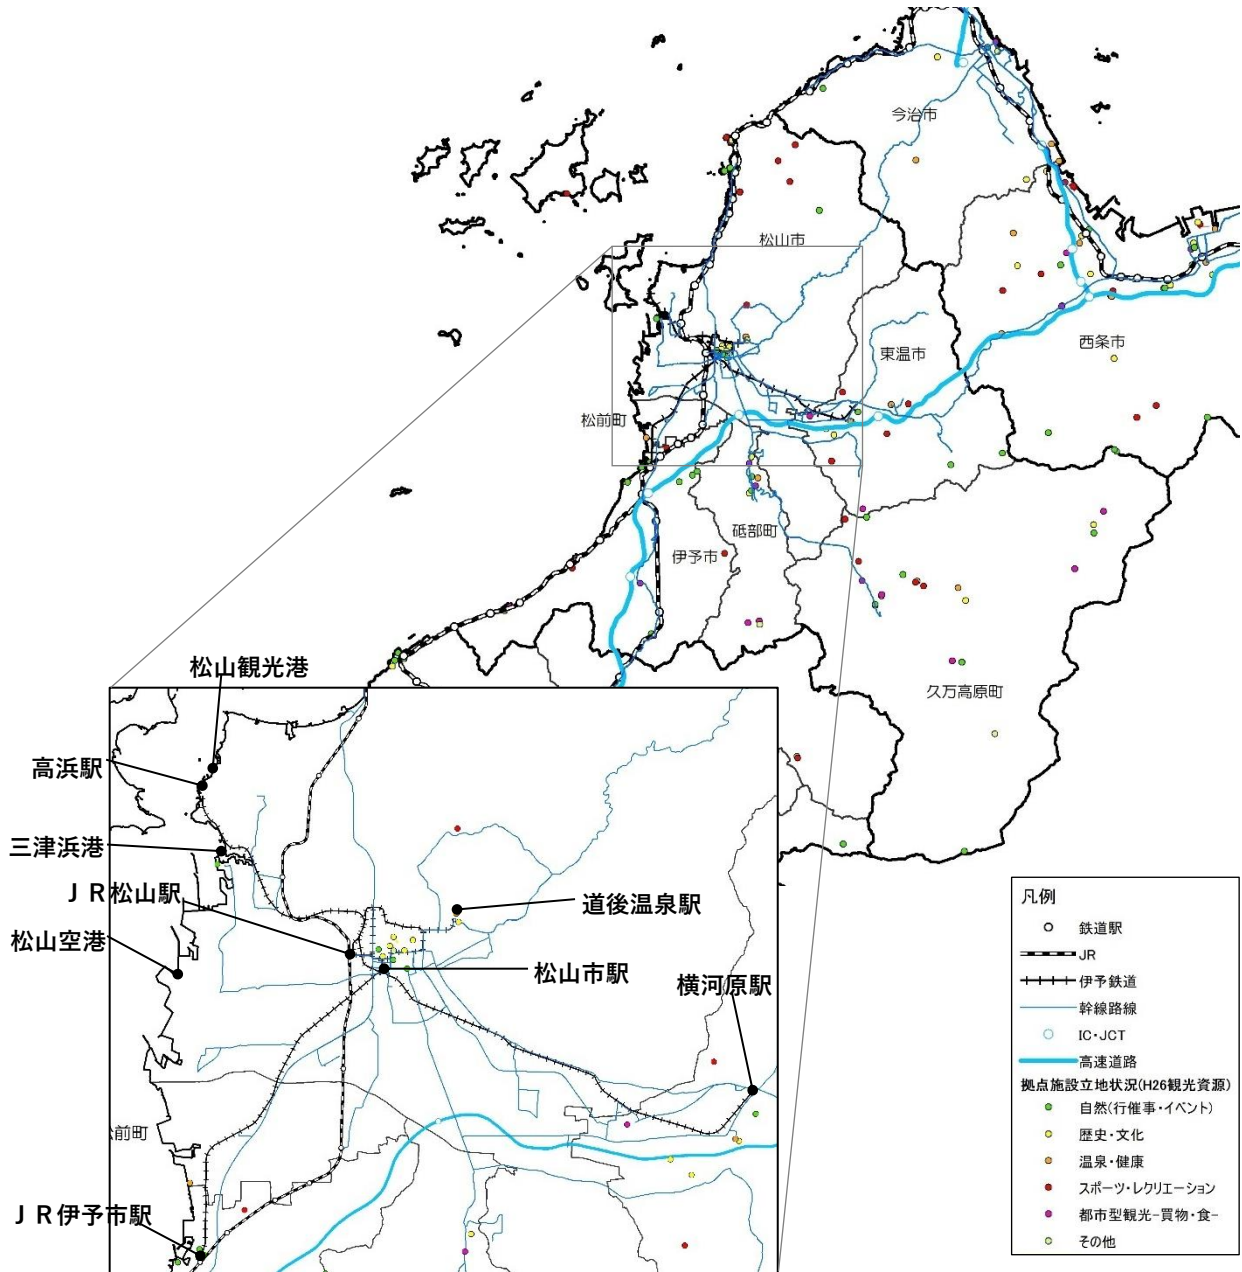 今治市
松山市
東温市
西条市
松前町
砥部町
伊予市
久万高原町
松山観光港
高浜駅
三津浜港
ＪＲ松山駅
道後温泉駅
松山空港
松山市駅
横河原駅
前町
ＪＲ伊予市駅
凡例
鉄道駅
JR
伊予鉄道
幹線路線
IC・JCT
高速道路
拠点施設立地状況(H26観光資源)
自然(行催事・イベント)
歴史・文化
温泉・健康
スポーツ・レクリエーション
都市型観光-買物・食-
その他